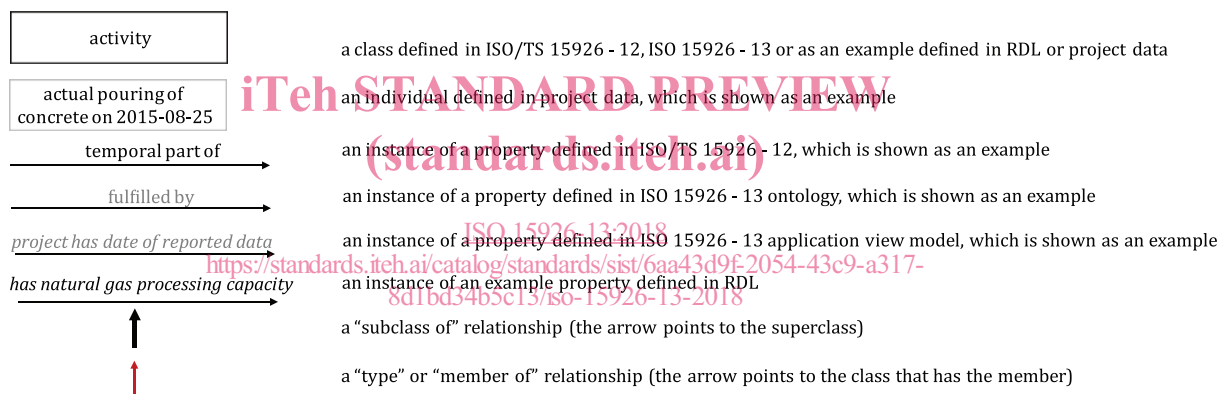 activity
a class defined in ISO/TS 15926 - 12, ISO 15926 - 13 or as an example defined in RDL or project data
iTeh STANDARD PREVIEW
actual pouring of
concrete on 2015-08-25
an individual defined in project data, which is shown as an example
(standards.iteh.ai)
temporal part of
an instance of a property defined in ISO/TS 15926 - 12, which is shown as an example
fulfilled by
an instance of a property defined in ISO 15926 - 13 ontology, which is shown as an example
ISO 15926-13:2018
project has date of reported data
an instance of a property defined in ISO 15926 - 13 application view model, which is shown as an example
https://standards.iteh.ai/catalog/standards/sist/6aa43d9f-2054-43c9-a317-
has natural gas processing capacity
an instance of an example property defined in RDL
8d1bd34b5c13/iso-15926-13-2018
a “subclass of” relationship (the arrow points to the superclass)
a “type” or “member of” relationship (the arrow points to the class that has the member)